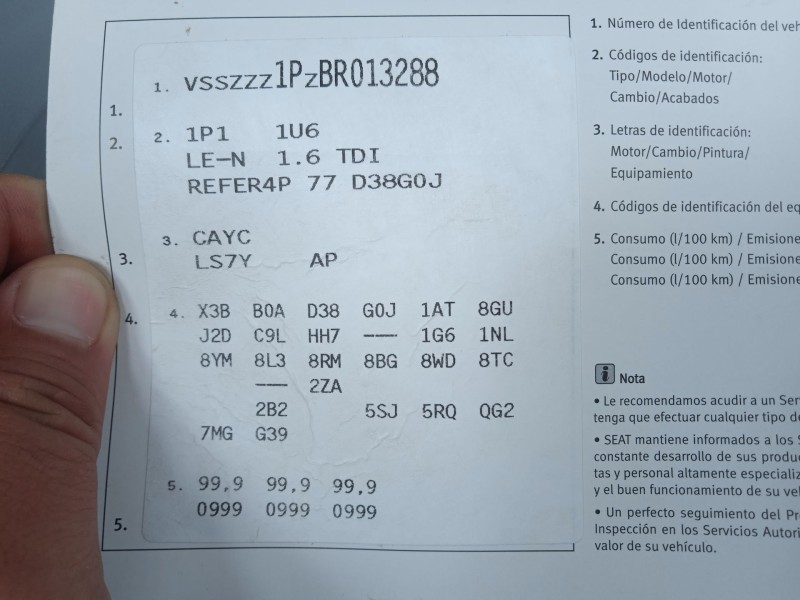 1. vsszzz1PzBR013288
1.
2. 2. 1P1 1U6
LE-N 1.6 TDI
REFER4P 77 D38G0J
3. CAYC
3. LS7Y AP
4. 4. X3B B0A D38 G0J 1AT 8GU
J2D C9L HH7 --- 1G6 1NL
8YM 8L3 8RM 8BG 8WD 8TC
--- 2ZA
2B2 5SJ 5RQ QG2
7MG G39
5. 99,9 99,9 99,9
5. 0999 0999 0999
1. Número de Identificación del veh
2. Códigos de identificación:
Tipo/Modelo/Motor/
Cambio/Acabados
3. Letras de identificación:
Motor/Cambio/Pintura/
Equipamiento
4. Códigos de identificación del eq
5. Consumo (l/100 km) / Emisione
Consumo (l/100 km) / Emisione
Consumo (l/100 km) / Emisione
i Nota
• Le recomendamos acudir a un Ser
tenga que efectuar cualquier tipo de
• SEAT mantiene informados a los S
constante desarrollo de sus produc
tas y personal altamente especializ
y el buen funcionamiento de su veh
• Un perfecto seguimiento del Pr
Inspección en los Servicios Autori
valor de su vehículo.